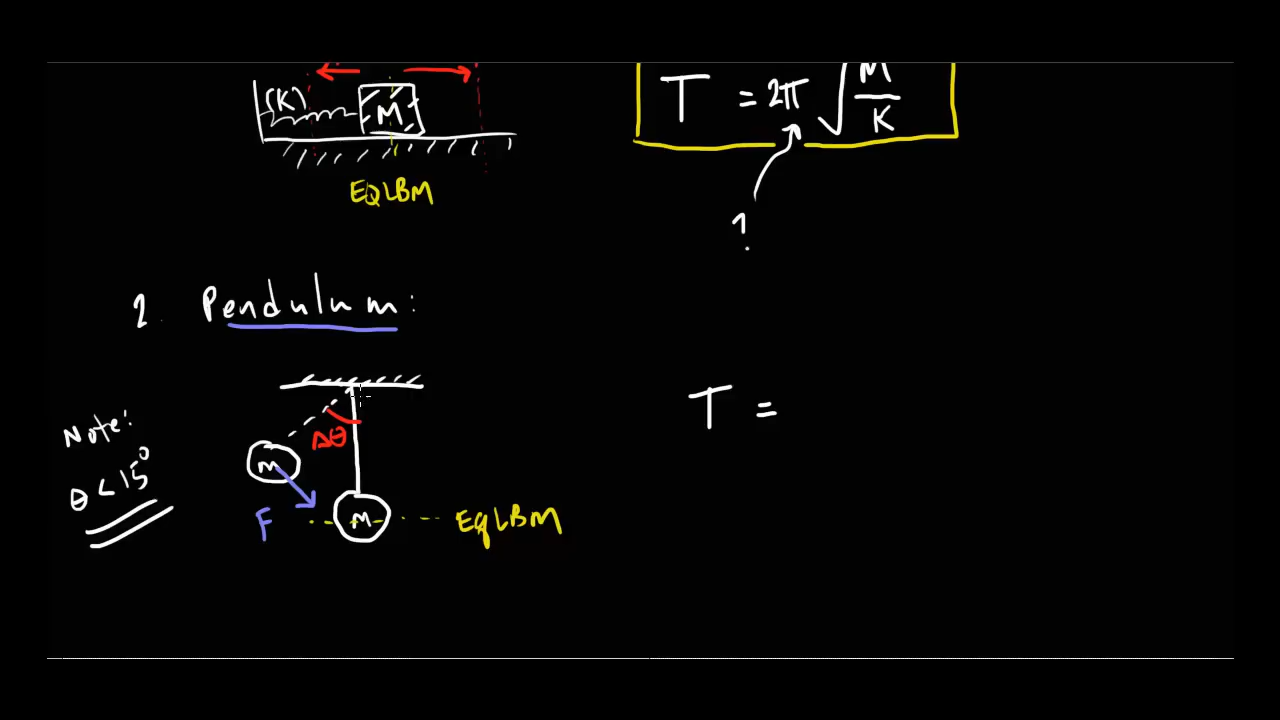 (K)
M
EQLBM
T = 2π √ M/K
?
2. Pendulum:
Note:
θ < 15°
Δθ
M
F
M
EqLBM
T =